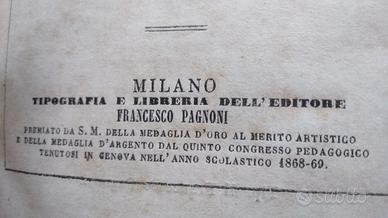 MILANO
TIPOGRAFIA E LIBRERIA DELL'EDITORE
FRANCESCO PAGNONI
PREMIATO DA S. M. DELLA MEDAGLIA D'ORO AL MERITO ARTISTICO
E DELLA MEDAGLIA D'ARGENTO DAL QUINTO CONGRESSO PEDAGOGICO
TENUTOSI IN GENOVA NELL'ANNO SCOLASTICO 1868-69.
subito